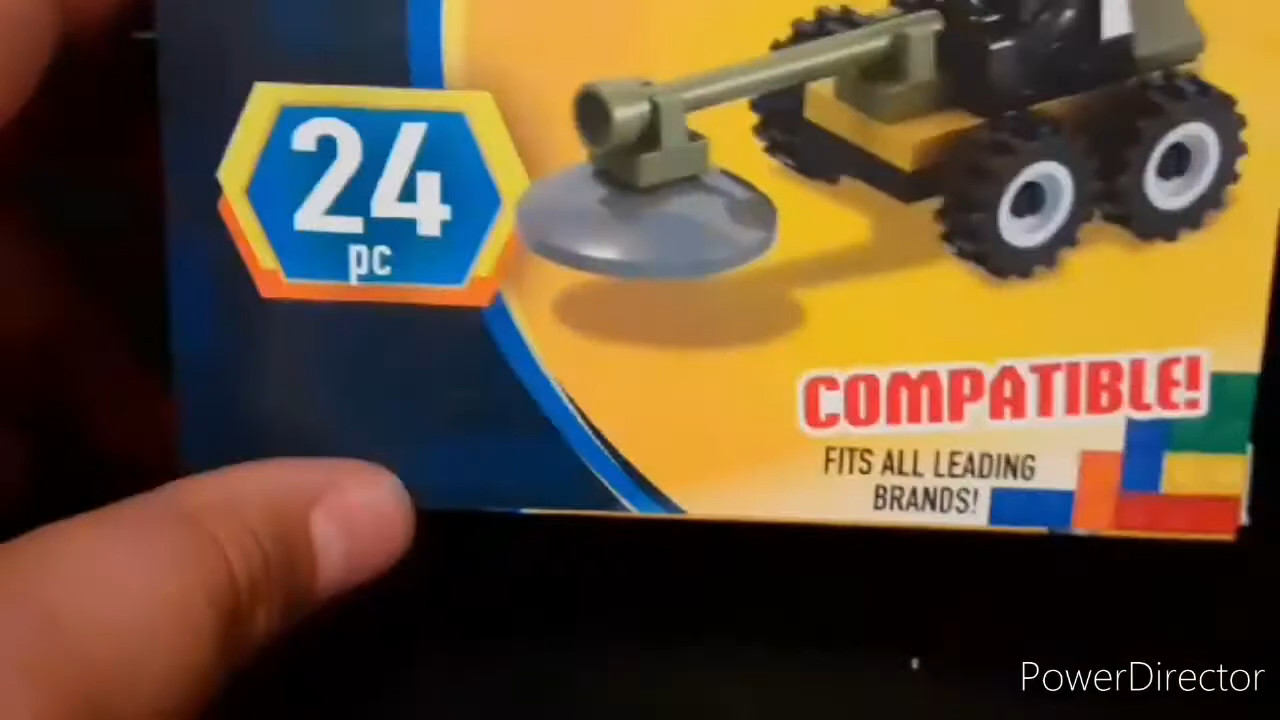 24
pc
COMPATIBLE!
FITS ALL LEADING
BRANDS!
PowerDirector